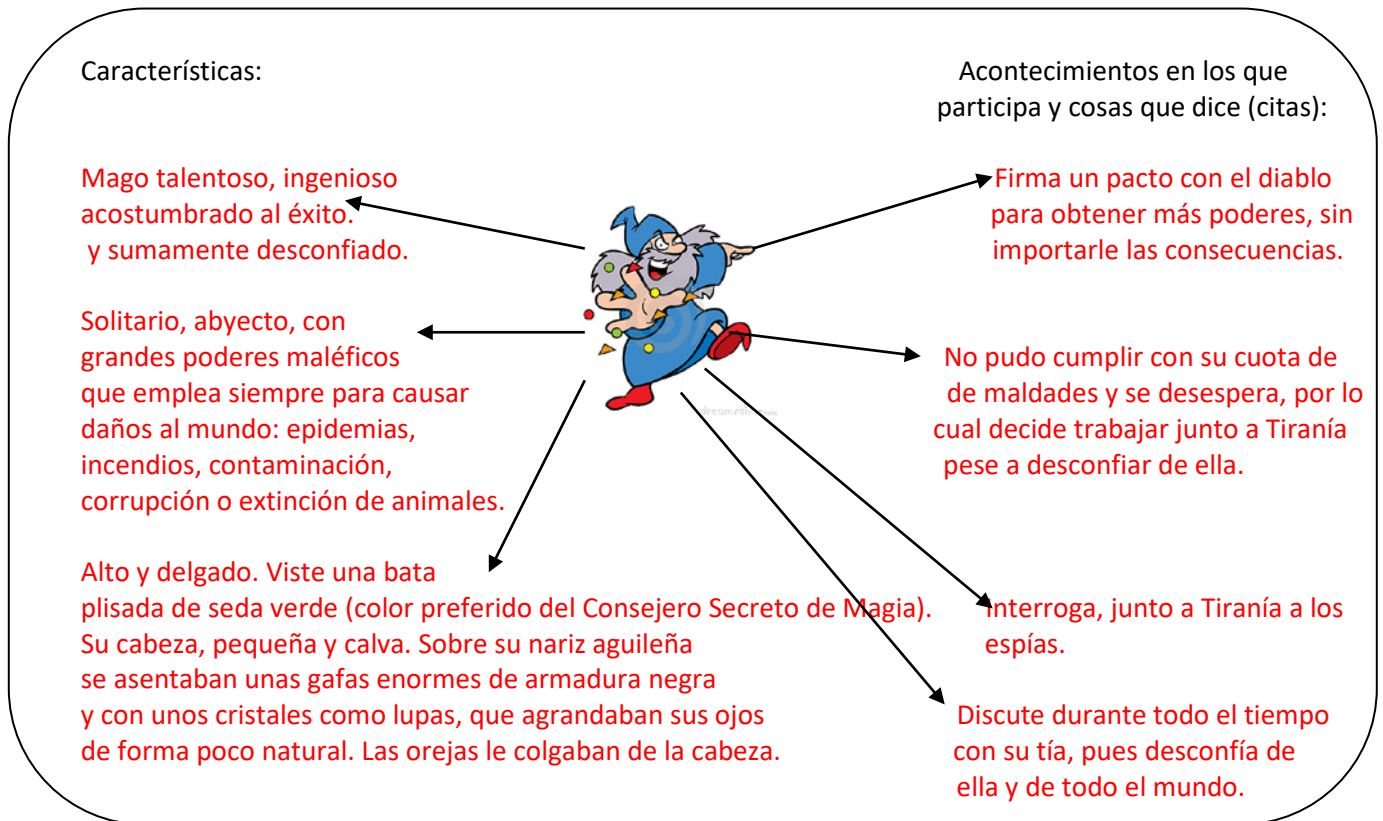 Características:
Mago talentoso, ingenioso
acostumbrado al éxito.
y sumamente desconfiado.
Solitario, abyecto, con
grandes poderes maléficos
que emplea siempre para causar
daños al mundo: epidemias,
incendios, contaminación,
corrupción o extinción de animales.
Alto y delgado. Viste una bata
plisada de seda verde (color preferido del Consejero Secreto de Magia).
Su cabeza, pequeña y calva. Sobre su nariz aguileña
se asentaban unas gafas enormes de armadura negra
y con unos cristales como lupas, que agrandaban sus ojos
de forma poco natural. Las orejas le colgaban de la cabeza.
Acontecimientos en los que
participa y cosas que dice (citas):
Firma un pacto con el diablo
para obtener más poderes, sin
importarle las consecuencias.
No pudo cumplir con su cuota de
de maldades y se desespera, por lo
cual decide trabajar junto a Tiranía
pese a desconfiar de ella.
Interroga, junto a Tiranía a los
espías.
Discute durante todo el tiempo
con su tía, pues desconfía de
ella y de todo el mundo.